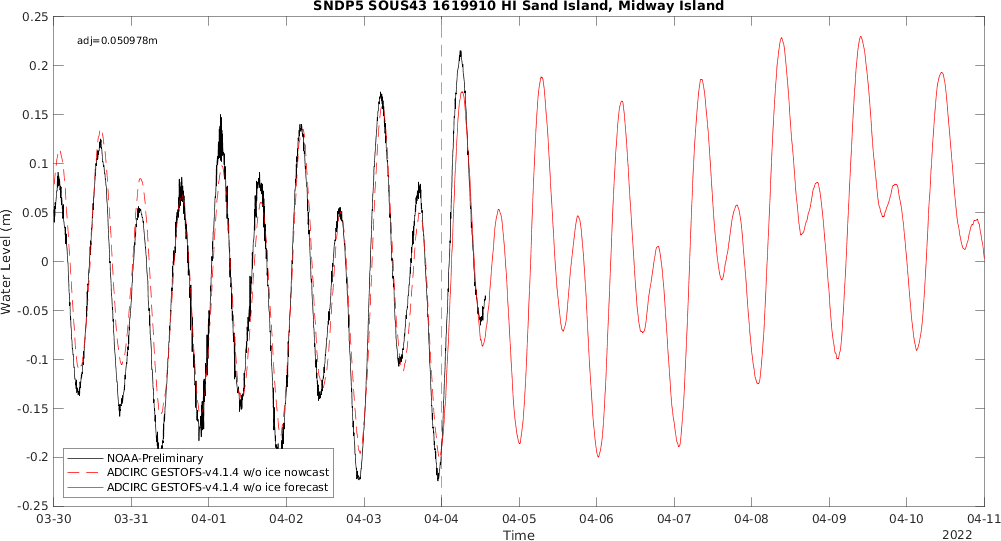 SNDP5 SOUS43 1619910 HI Sand Island, Midway Island
adj=0.050978m
0.25
0.2
0.15
0.1
0.05
0
-0.05
-0.1
-0.15
-0.2
-0.25
Water Level (m)
NOAA-Preliminary
ADCIRC GESTOFS-v4.1.4 w/o ice nowcast
ADCIRC GESTOFS-v4.1.4 w/o ice forecast
03-30 03-31 04-01 04-02 04-03 04-04 04-05 04-06 04-07 04-08 04-09 04-10 04-11
Time
2022